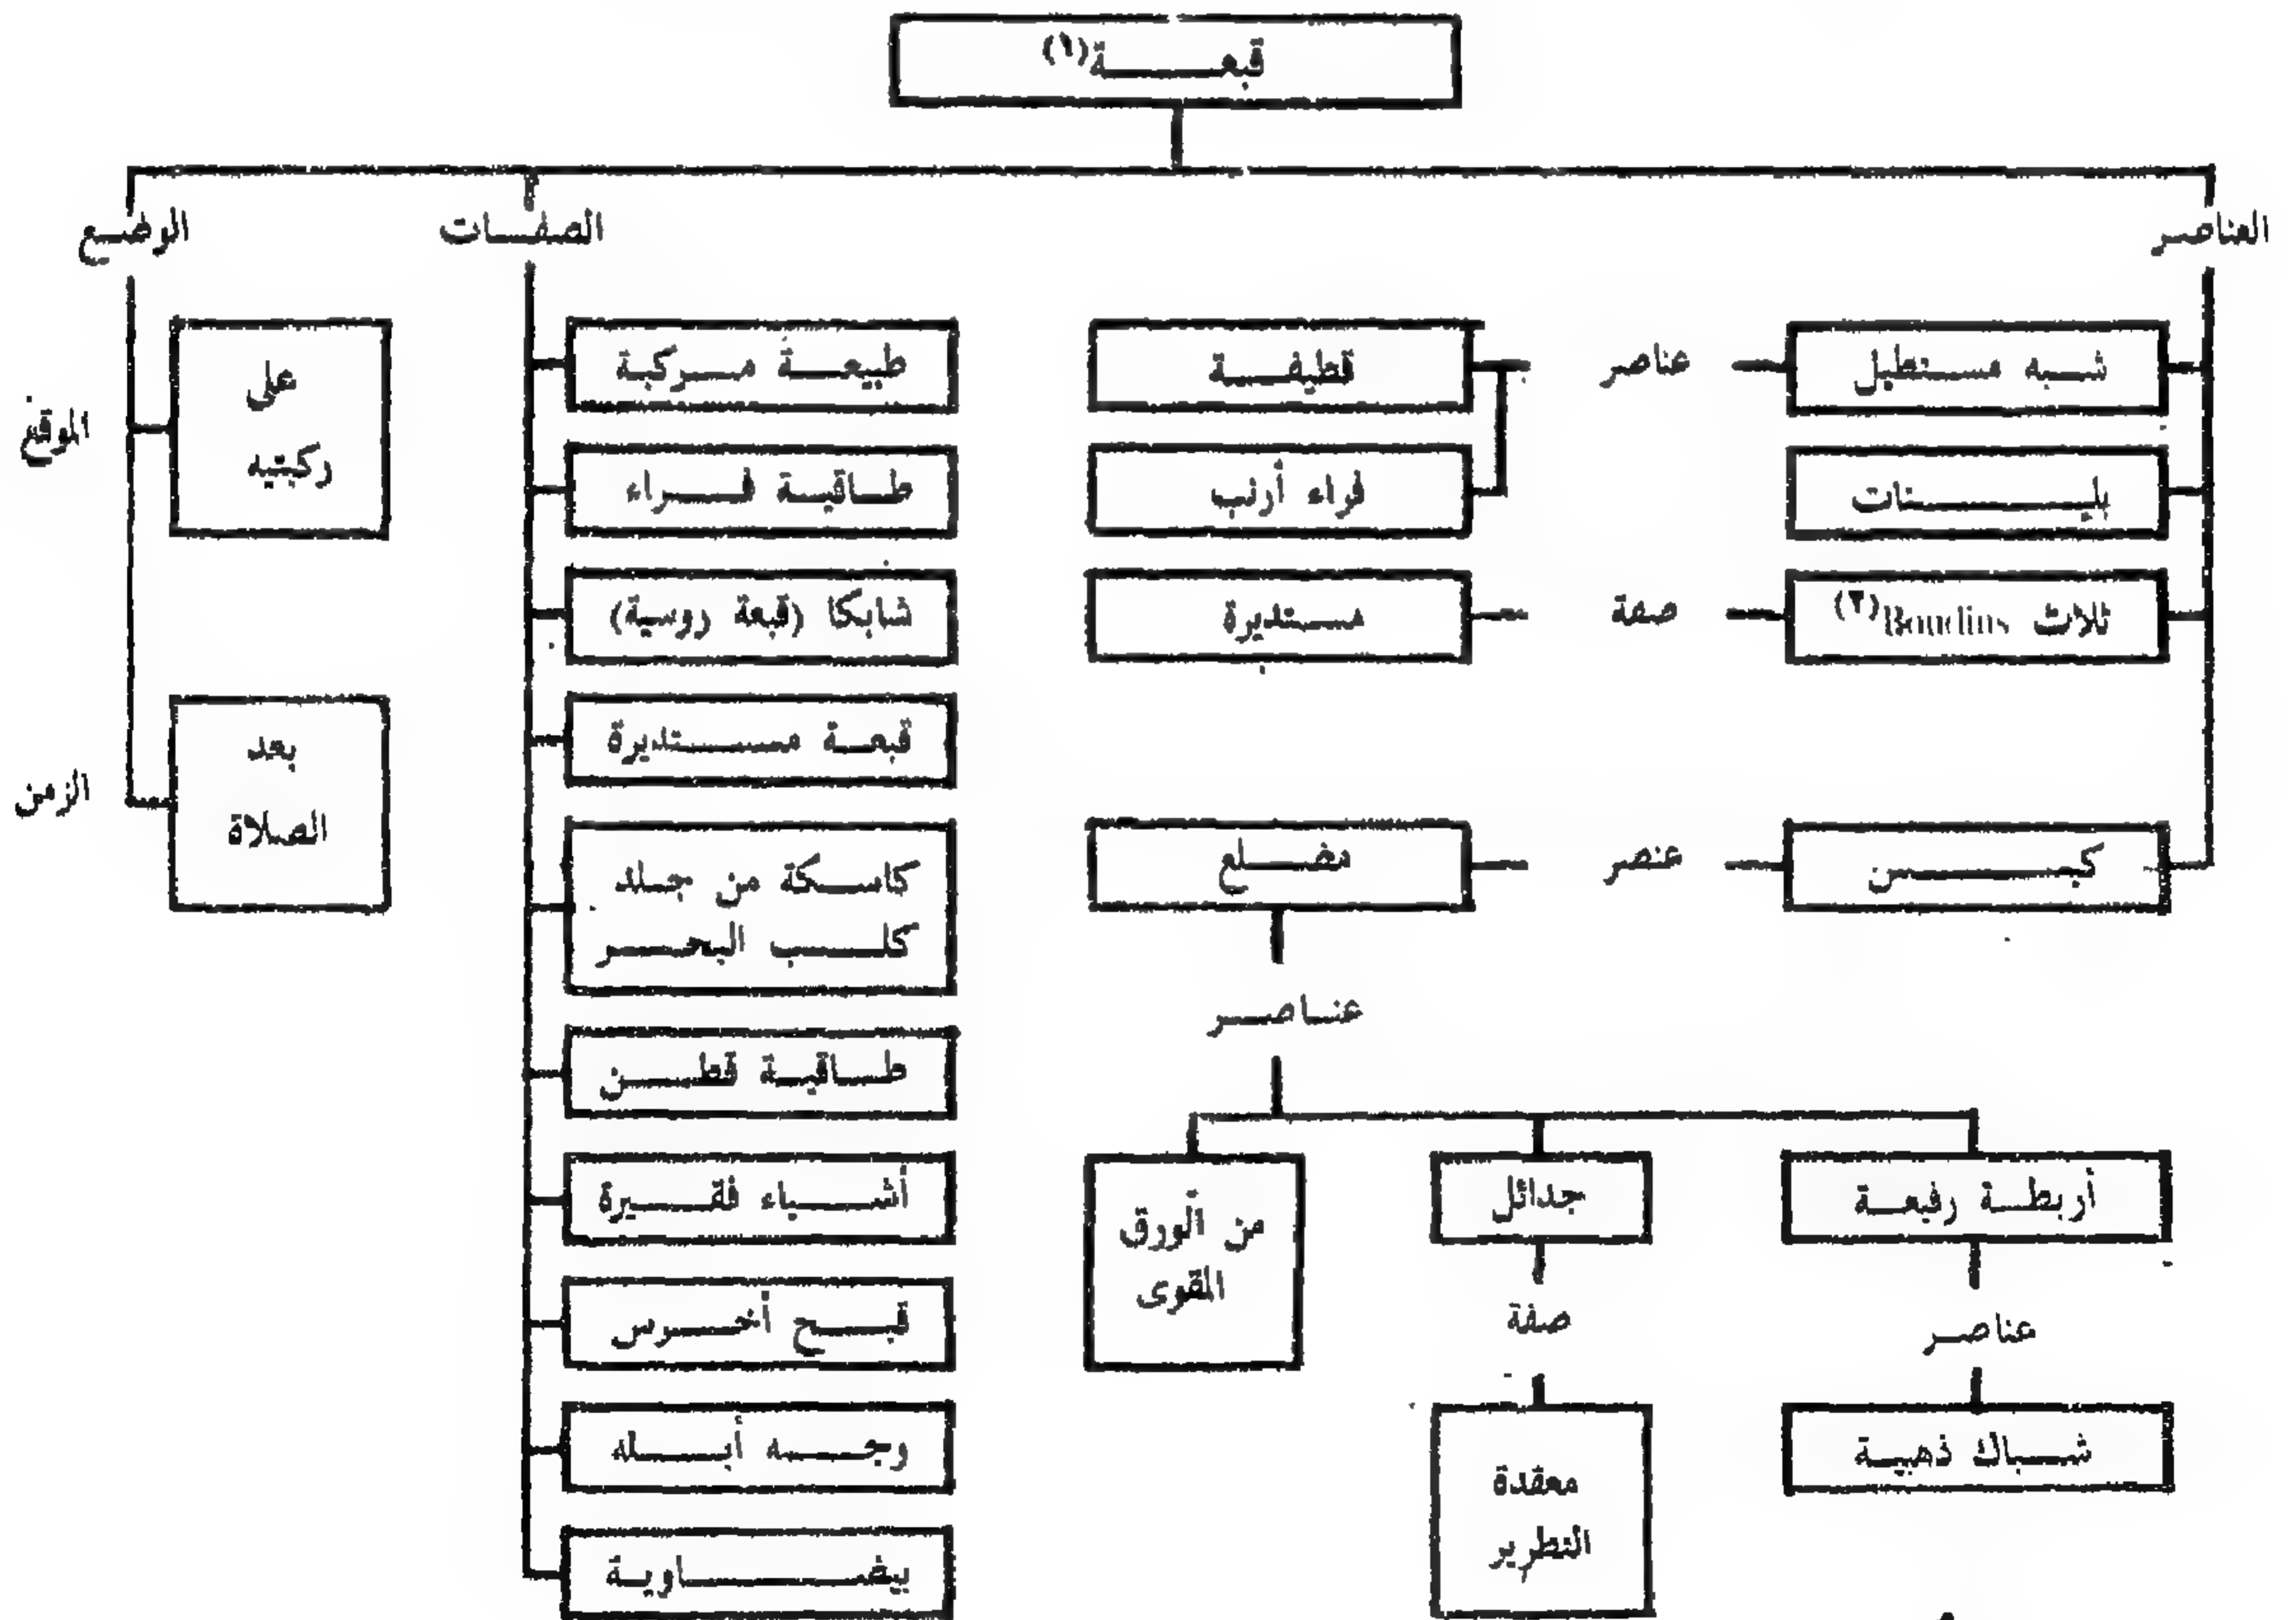 قبعة (١)
العناصر
الصفات
الوضع
شبه مستطيل
عناصر
قطيفة
طبيعة مركبة
على
ركبتيه
الموقع
بلينات
فراء أرنب
طاقية فراء
ثلاث Boudins (٢)
صفة
مستديرة
شابكا (قبعة روسية)
قبعة مستديرة
بعد
الصلاة
الزمن
كبس
عنصر
مضلع
كاسكة من جلد
كلب البحر
عناصر
طاقية قطن
أربطة رفيعة
جدائل
من الورق
المقوى
أشياء فقيرة
عناصر
صفة
قبح أخرس
شباك ذهبية
معقدة
التطريز
وجه أبله
بيضاوية